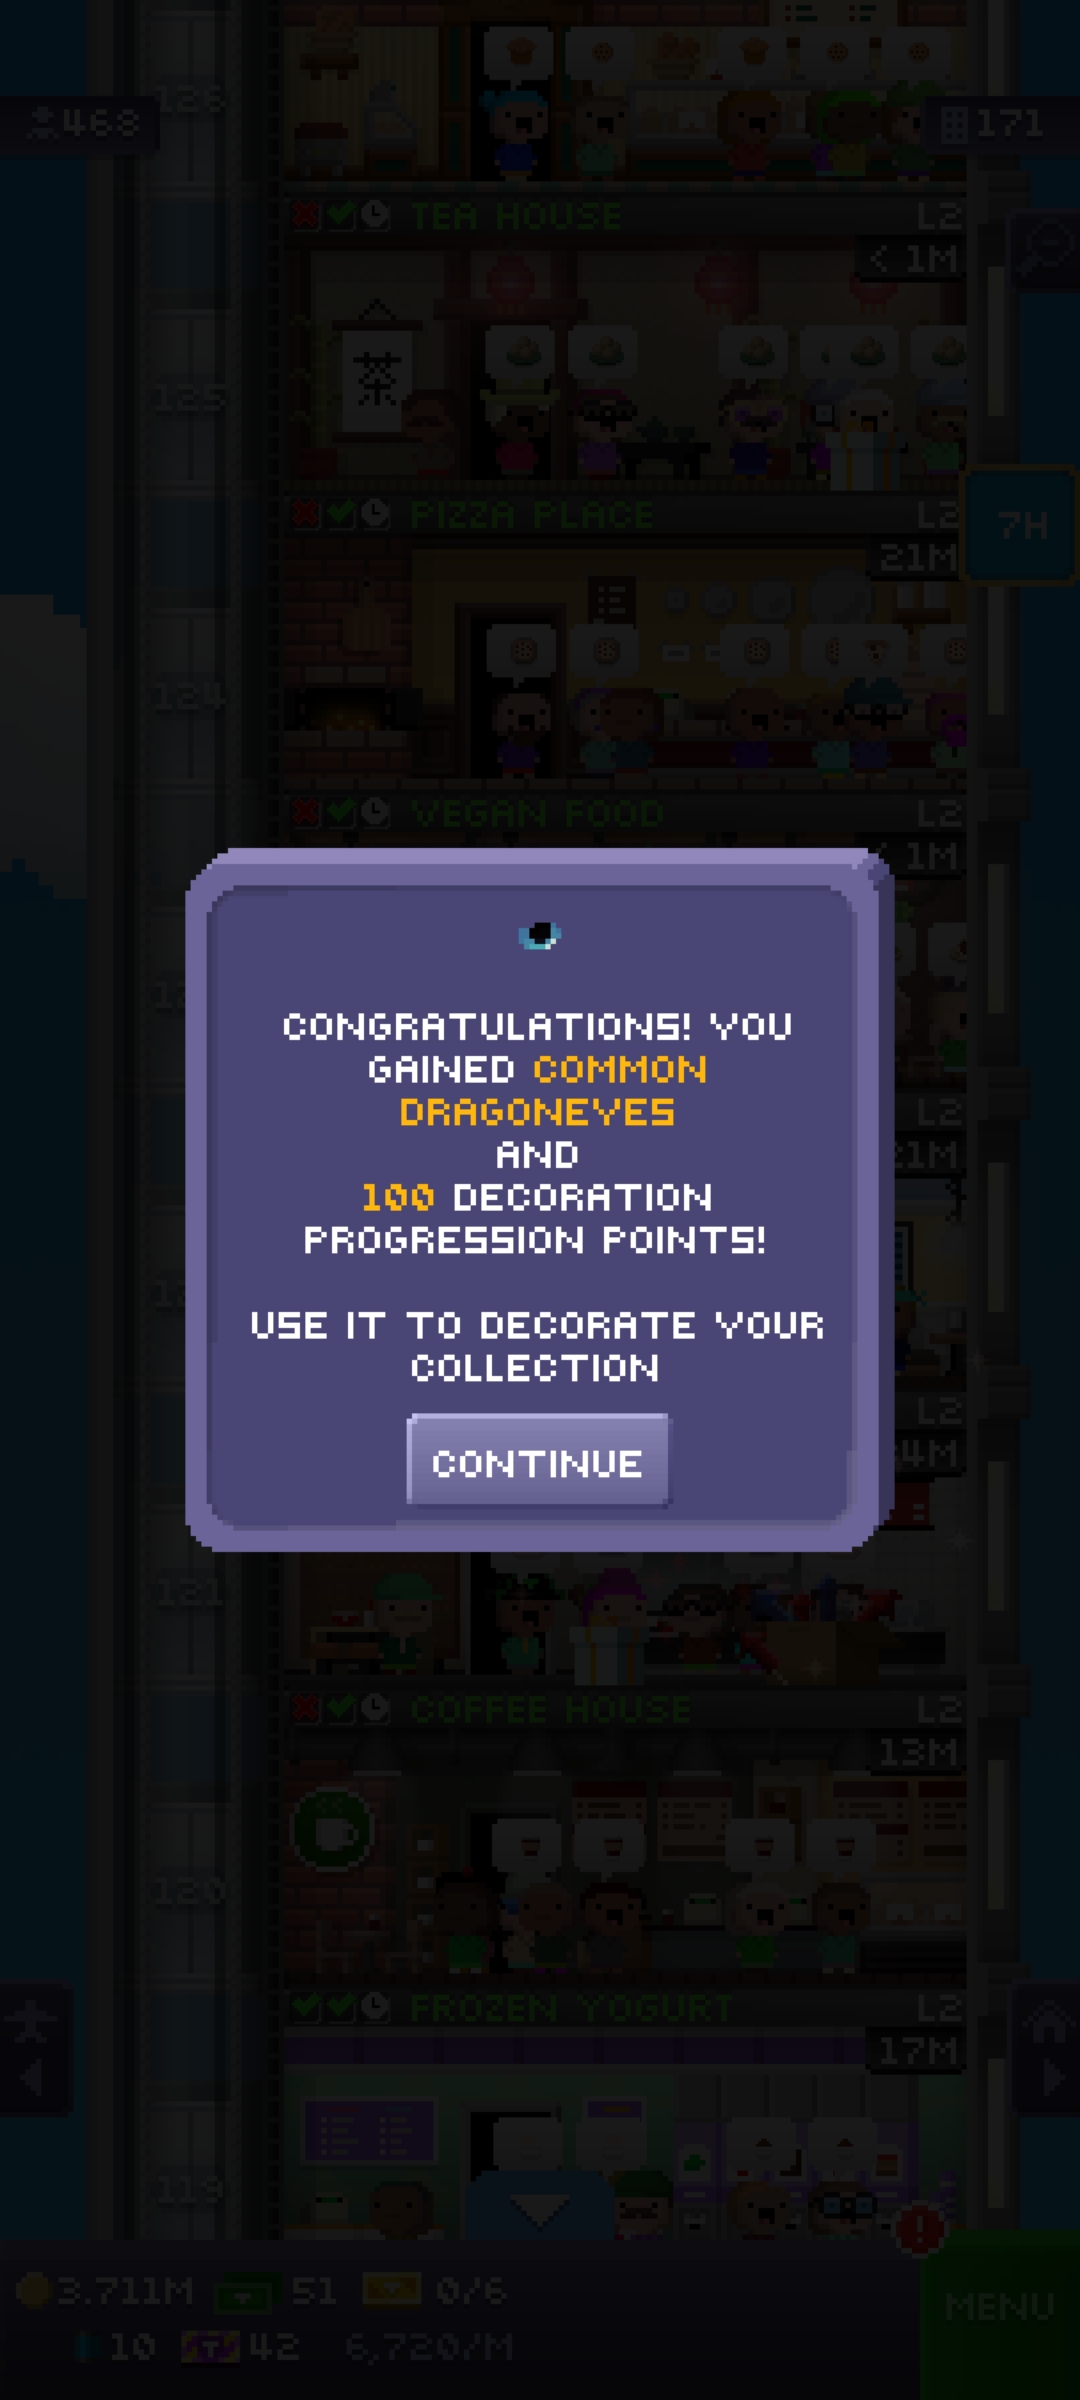 126
468
171
TEA HOUSE L2
< 1M
茶
125
PIZZA PLACE L2
7H
21M
124
VEGAN FOOD L2
1M
CONGRATULATIONS! YOU
GAINED COMMON
DRAGONEYES
AND
100 DECORATION
PROGRESSION POINTS!
USE IT TO DECORATE YOUR
COLLECTION
CONTINUE
L2
L2
121
COFFEE HOUSE L2
13M
120
FROZEN YOGURT L2
17M
119
3.711M 51 0/6
MENU
10 42 6,720/M